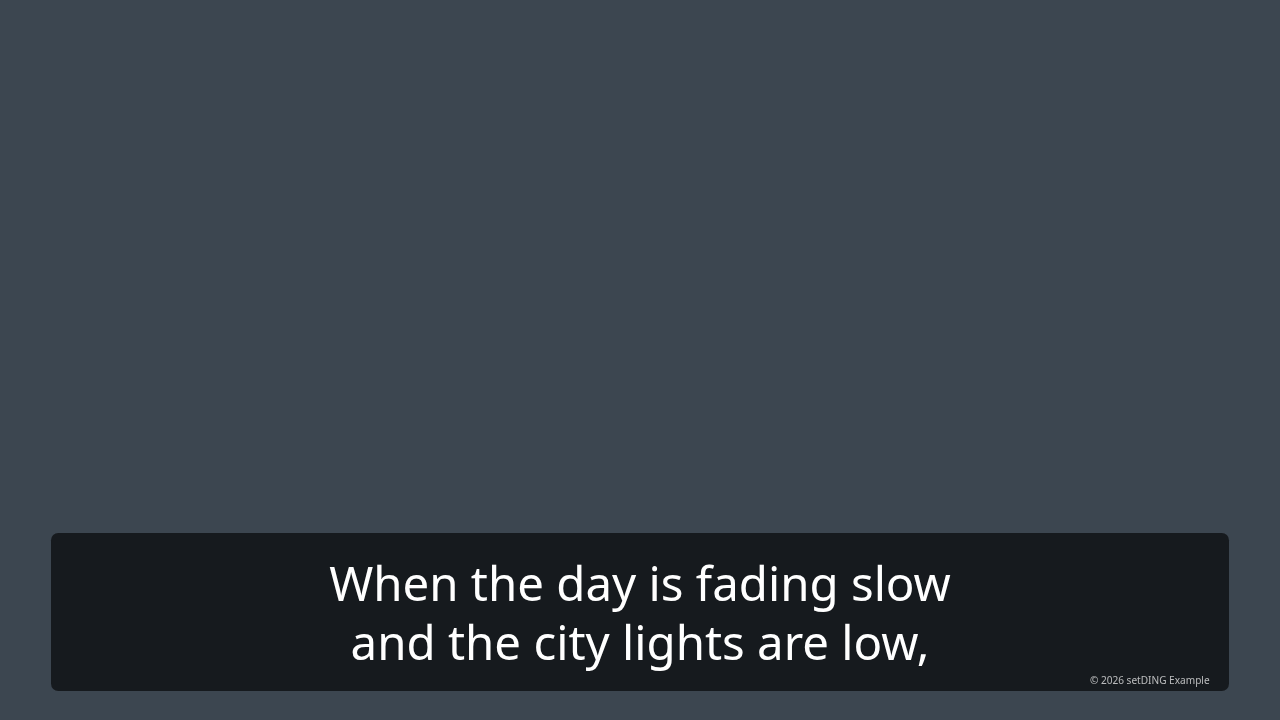 When the day is fading slow
and the city lights are low,
© 2026 setDING Example